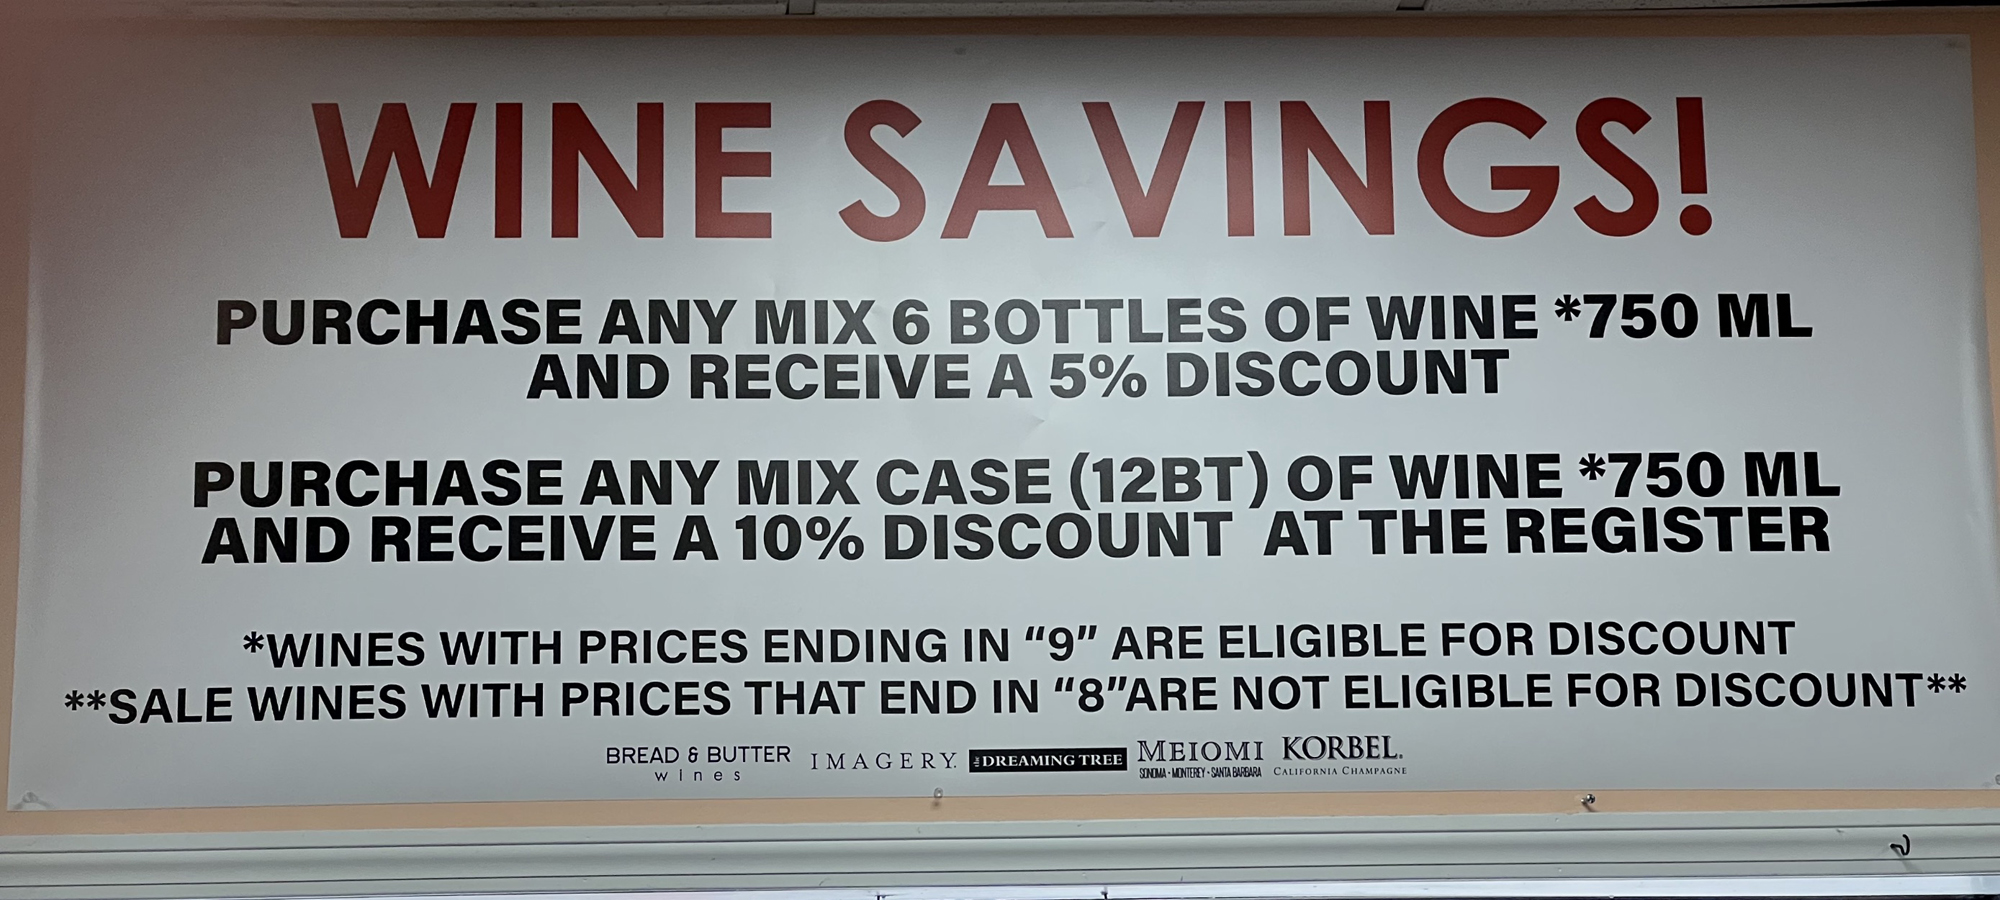 WINE SAVINGS!
PURCHASE ANY MIX 6 BOTTLES OF WINE *750 ML
AND RECEIVE A 5% DISCOUNT
PURCHASE ANY MIX CASE (12BT) OF WINE *750 ML
AND RECEIVE A 10% DISCOUNT AT THE REGISTER
*WINES WITH PRICES ENDING IN “9” ARE ELIGIBLE FOR DISCOUNT
**SALE WINES WITH PRICES THAT END IN “8”ARE NOT ELIGIBLE FOR DISCOUNT**
BREAD & BUTTER
wines
IMAGERY.
the DREAMING TREE
MEIOMI
SONOMA • MONTEREY • SANTA BARBARA
KORBEL.
CALIFORNIA CHAMPAGNE